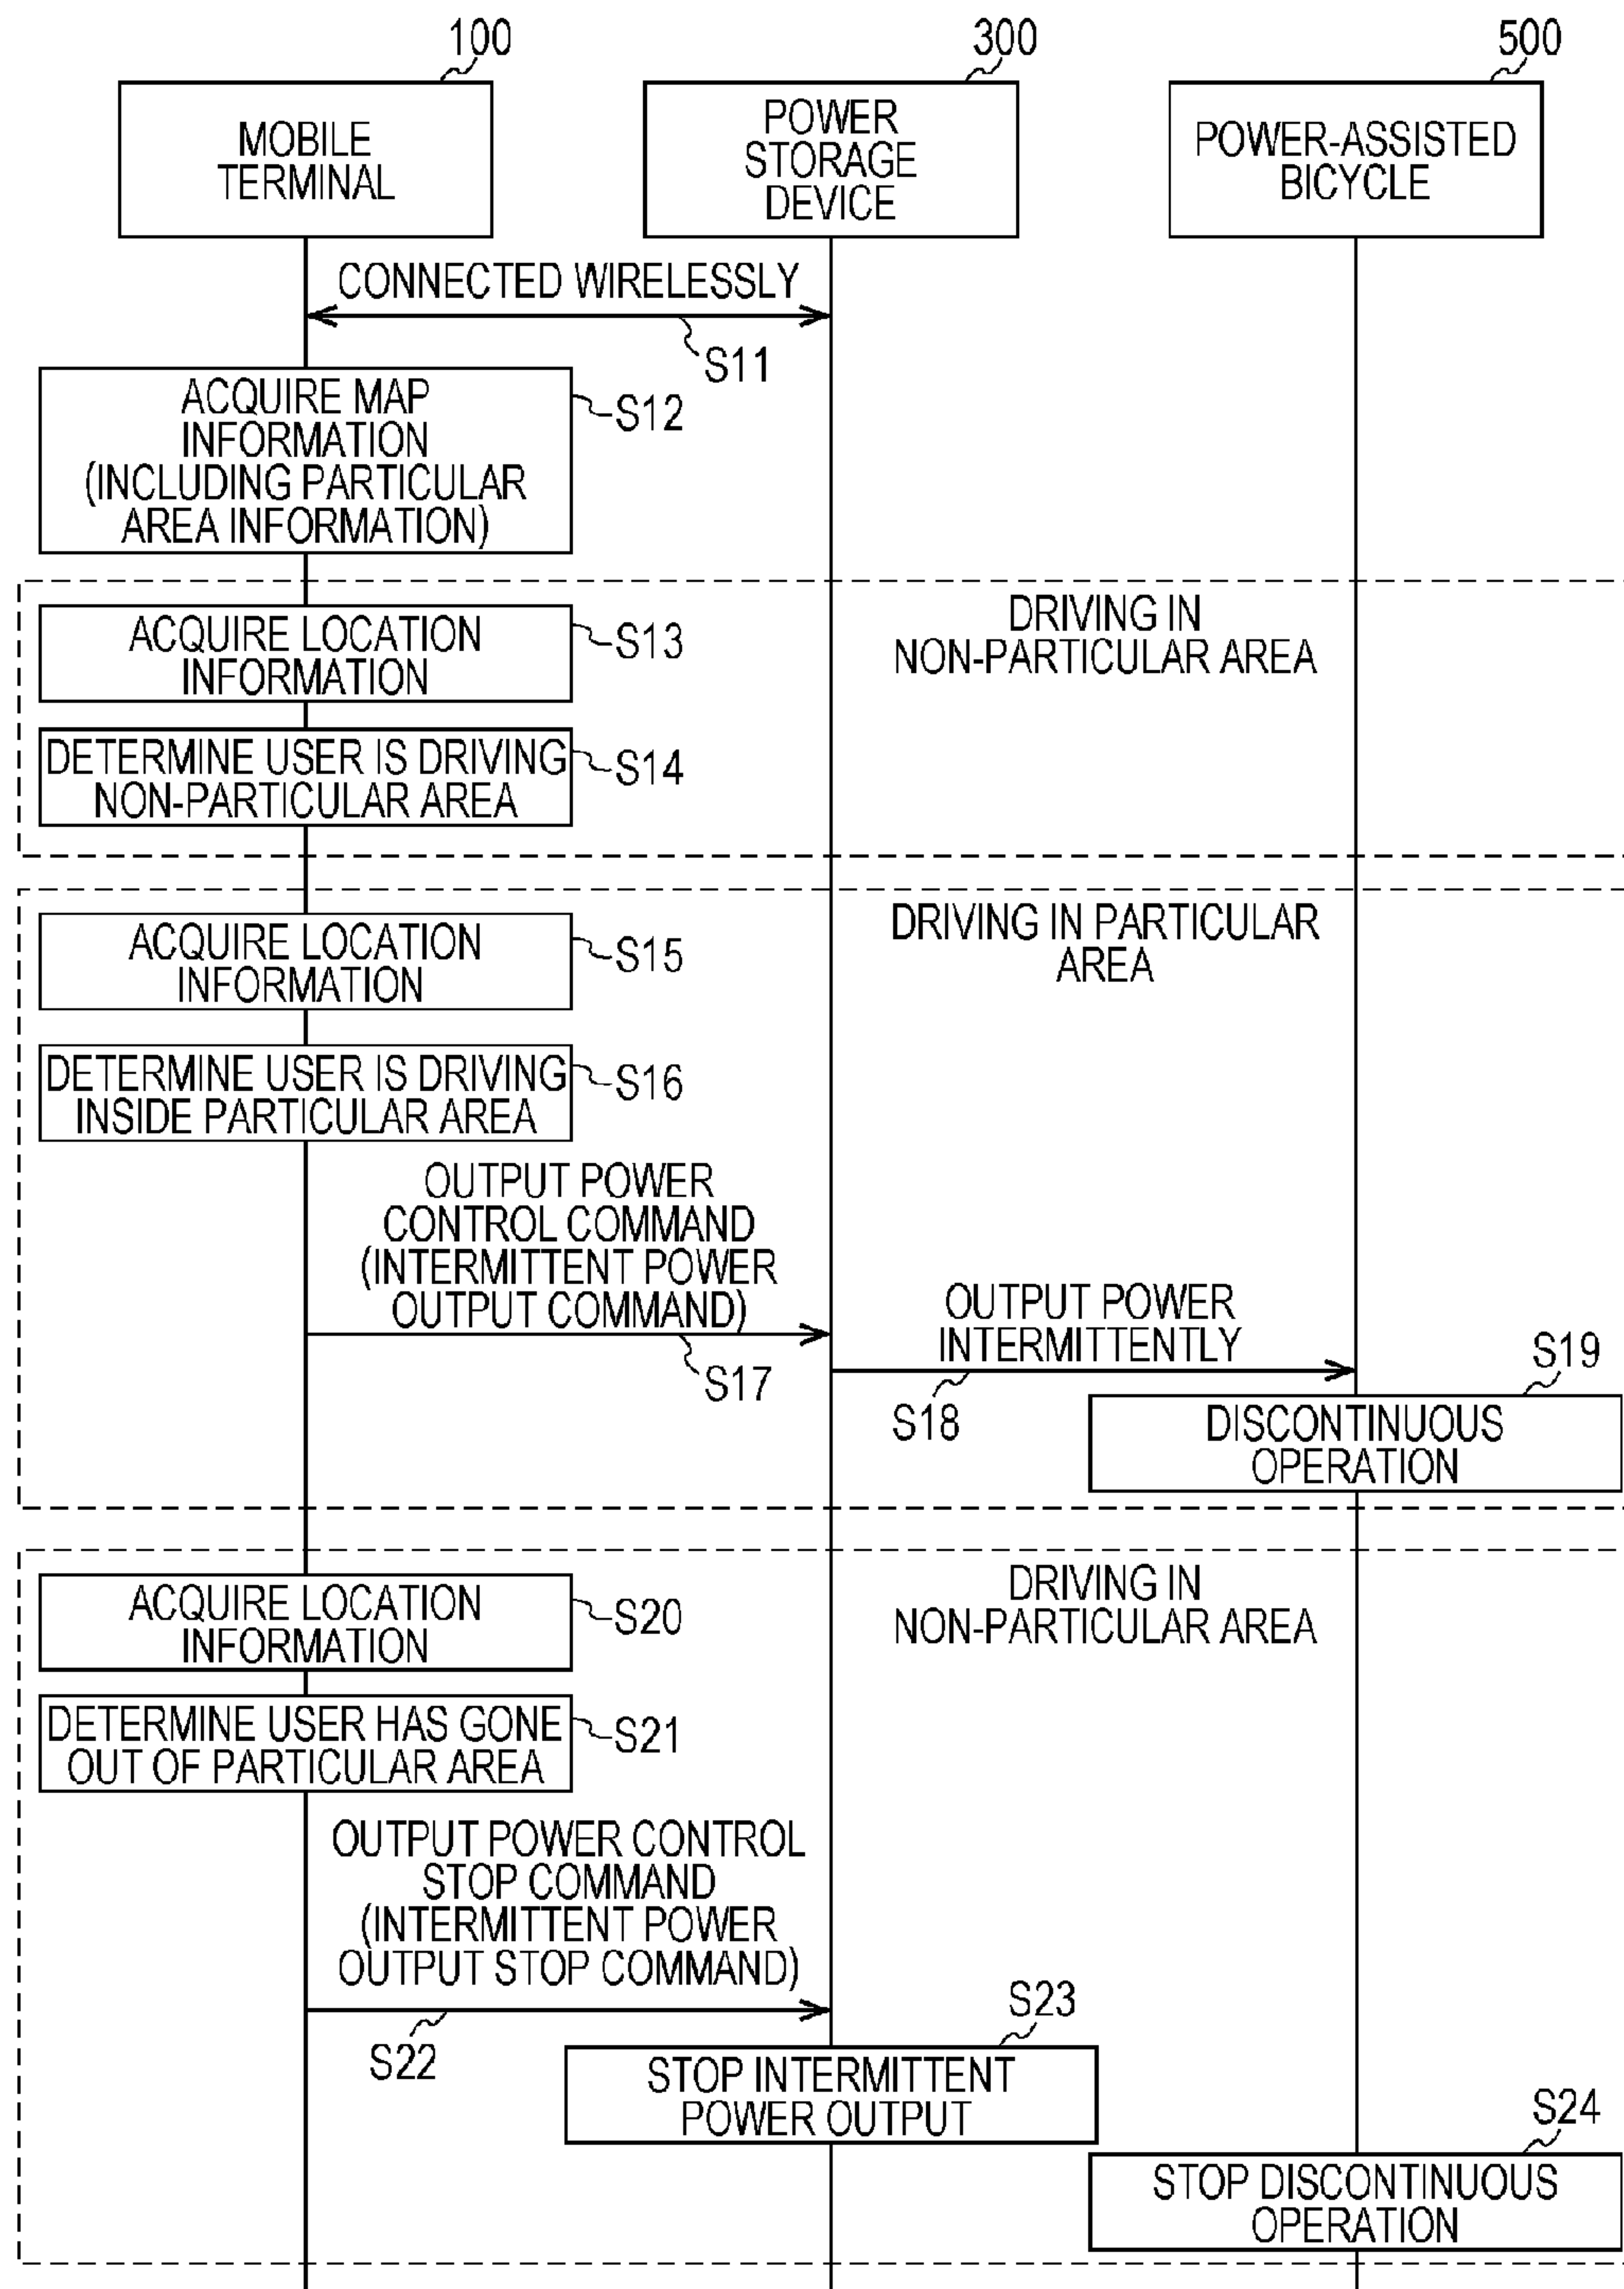 100
300
500
MOBILE
TERMINAL
POWER
STORAGE
DEVICE
POWER-ASSISTED
BICYCLE
CONNECTED WIRELESSLY
S11
ACQUIRE MAP
INFORMATION
(INCLUDING PARTICULAR
AREA INFORMATION)
S12
DRIVING IN
NON-PARTICULAR AREA
ACQUIRE LOCATION
INFORMATION
S13
DETERMINE USER IS DRIVING
NON-PARTICULAR AREA
S14
DRIVING IN PARTICULAR
AREA
ACQUIRE LOCATION
INFORMATION
S15
DETERMINE USER IS DRIVING
INSIDE PARTICULAR AREA
S16
OUTPUT POWER
CONTROL COMMAND
(INTERMITTENT POWER
OUTPUT COMMAND)
S17
OUTPUT POWER
INTERMITTENTLY
S18
S19
DISCONTINUOUS
OPERATION
DRIVING IN
NON-PARTICULAR AREA
ACQUIRE LOCATION
INFORMATION
S20
DETERMINE USER HAS GONE
OUT OF PARTICULAR AREA
S21
OUTPUT POWER CONTROL
STOP COMMAND
(INTERMITTENT POWER
OUTPUT STOP COMMAND)
S22
S23
STOP INTERMITTENT
POWER OUTPUT
S24
STOP DISCONTINUOUS
OPERATION